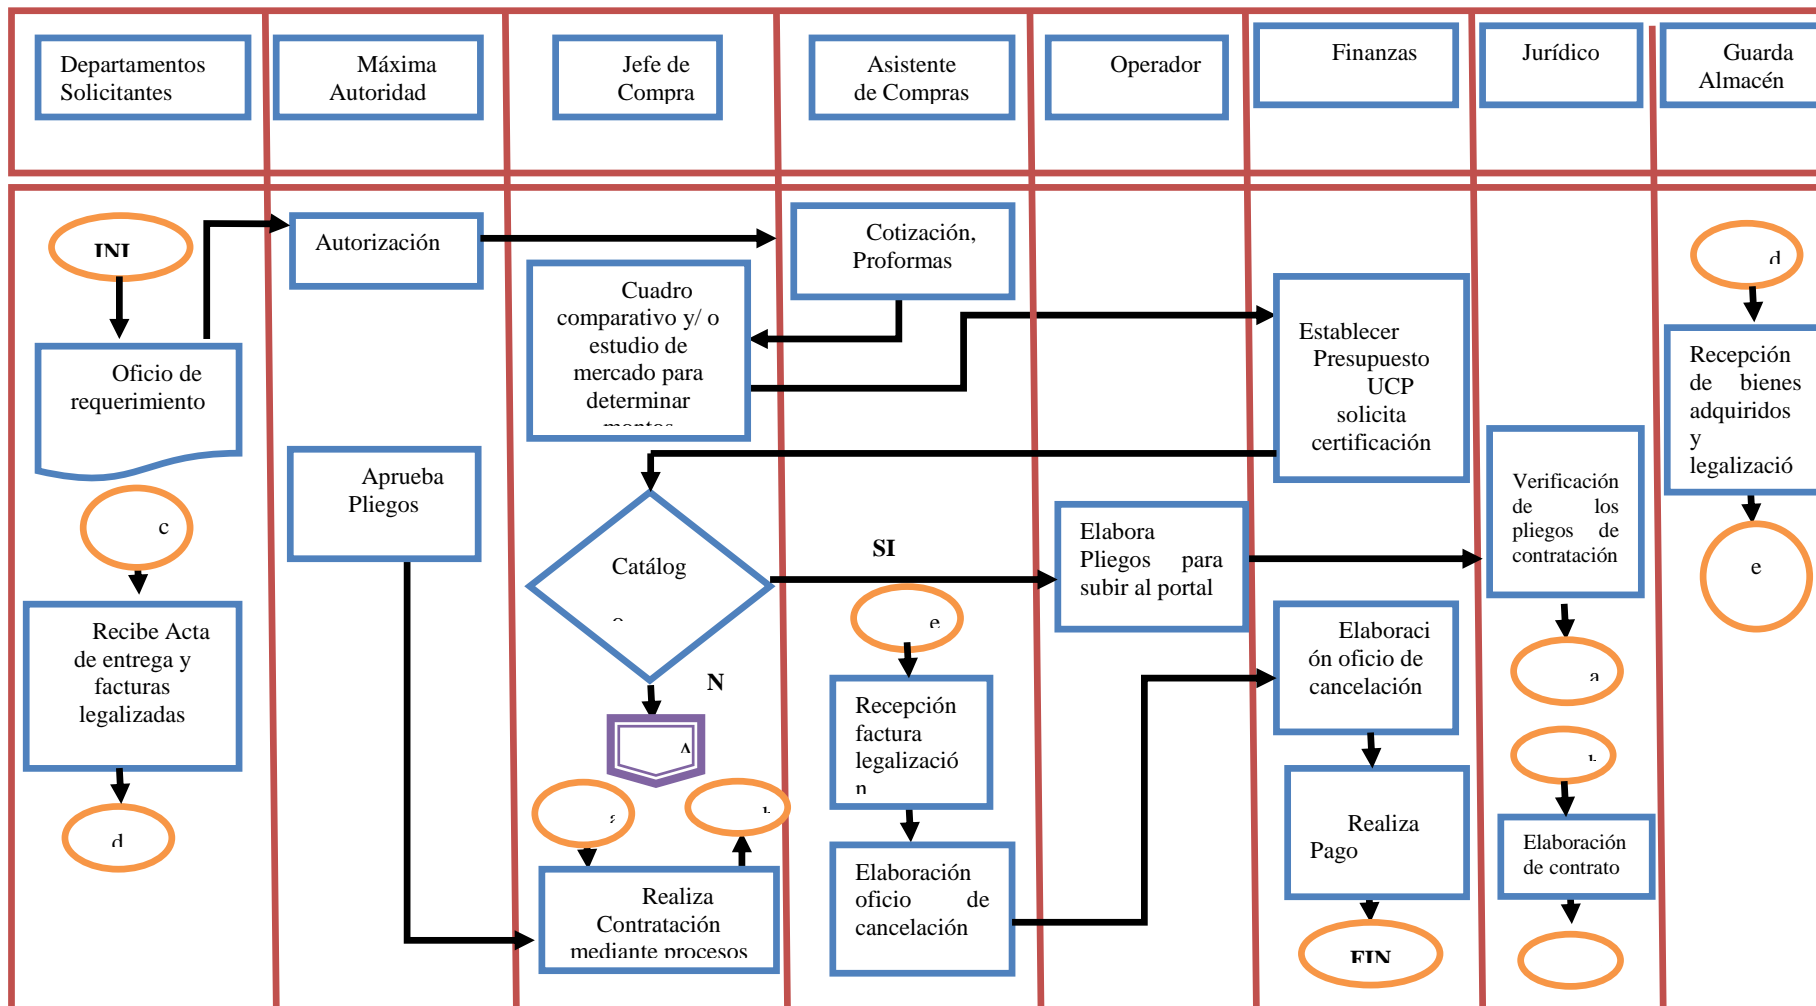 Departamentos
Solicitantes
Máxima
Autoridad
Jefe de
Compra
Asistente
de Compras
Operador
Finanzas
Jurídico
Guarda
Almacén
INI
Oficio de
requerimiento
c
Recibe Acta
de entrega y
facturas
legalizadas
d
Autorización
Aprueba
Pliegos
Cuadro
comparativo y/ o
estudio de
mercado para
determinar
montos
Catálog
o
N
A
a
Realiza
Contratación
mediante procesos
Cotización,
Proformas
SI
e
Recepción
factura
legalizació
n
Elaboración
oficio de
cancelación
Elabora
Pliegos para
subir al portal
Establecer
Presupuesto
UCP
solicita
certificación
Elaboraci
ón oficio de
cancelación
Realiza
Pago
FIN
Verificación
de los
pliegos de
contratación
a
Elaboración
de contrato
d
Recepción
de bienes
adquiridos
y
legalizació
e